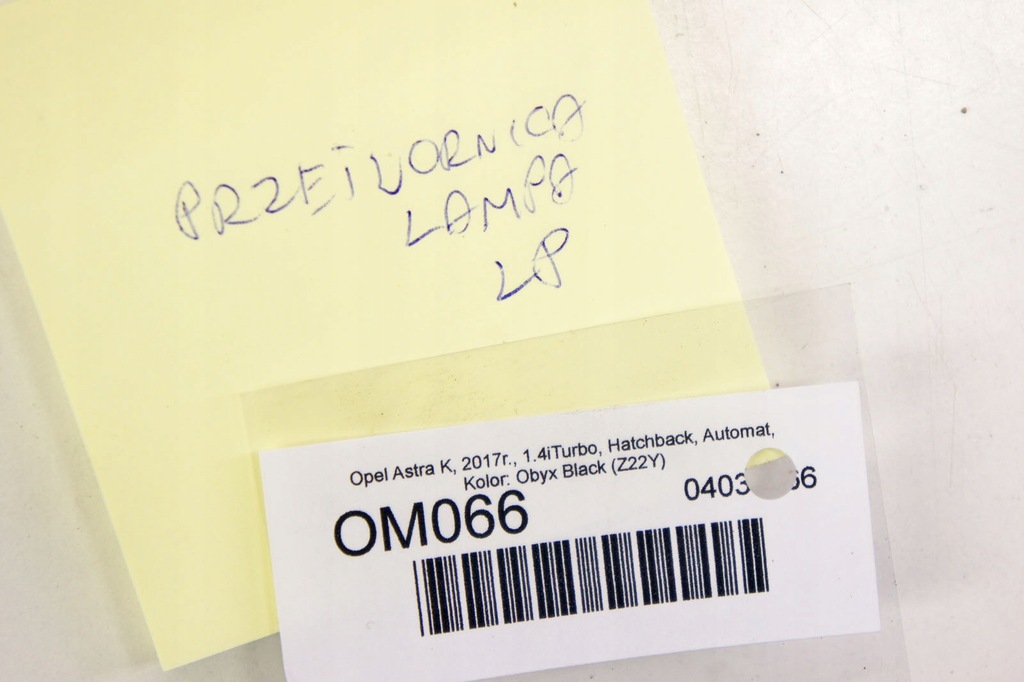 PRZETWORNICA
LAMPA
LP
Opel Astra K, 2017r., 1.4iTurbo, Hatchback, Automat,
Kolor: Obyx Black (Z22Y)
OM066